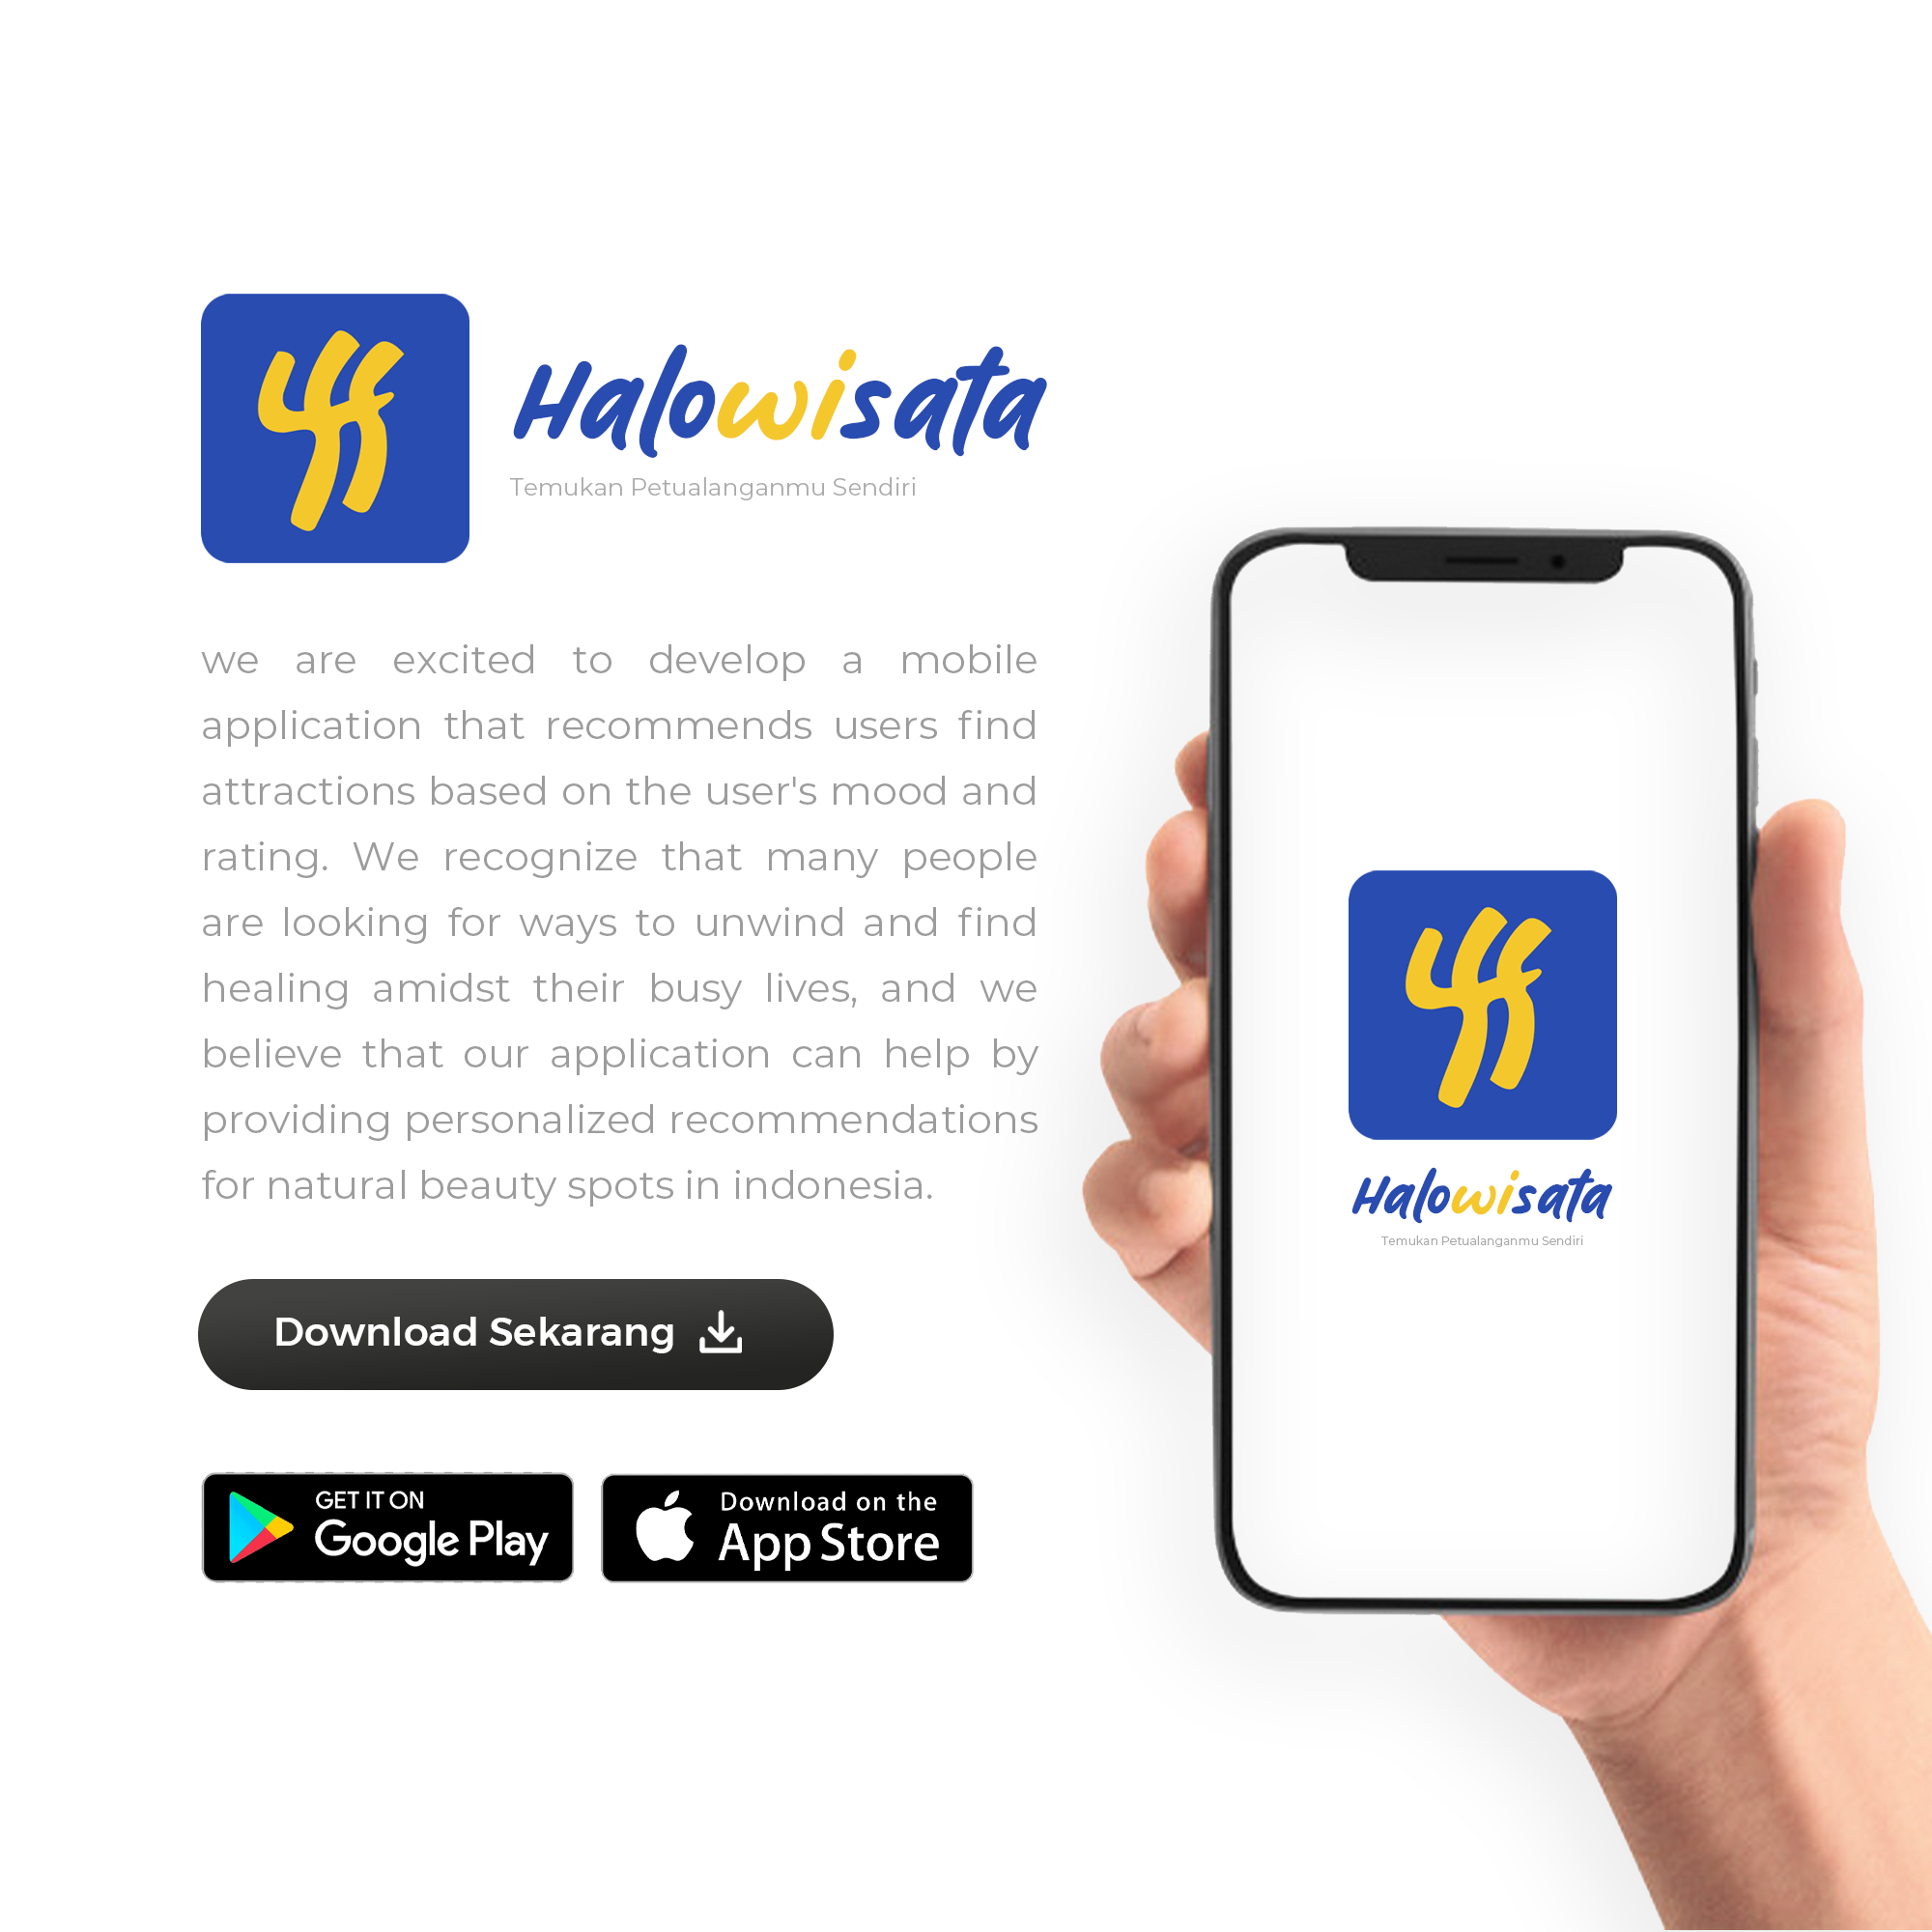 Halowisata
Temukan Petualanganmu Sendiri
we are excited to develop a mobile
application that recommends users find
attractions based on the user's mood and
rating. We recognize that many people
are looking for ways to unwind and find
healing amidst their busy lives, and we
believe that our application can help by
providing personalized recommendations
for natural beauty spots in indonesia.
Download Sekarang
GET IT ON
Google Play
Download on the
App Store
Halowisata
Temukan Petualanganmu Sendiri